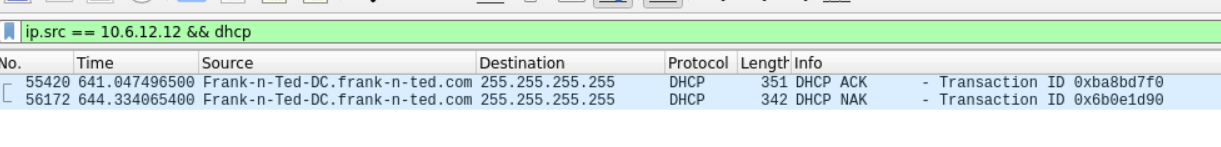 ip.src == 10.6.12.12 && dhcp
No. Time Source Destination Protocol Length Info
55420 641.047496500 Frank-n-Ted-DC.frank-n-ted.com 255.255.255.255 DHCP 351 DHCP ACK - Transaction ID 0xba8bd7f0
56172 644.334065400 Frank-n-Ted-DC.frank-n-ted.com 255.255.255.255 DHCP 342 DHCP NAK - Transaction ID 0x6b0e1d90